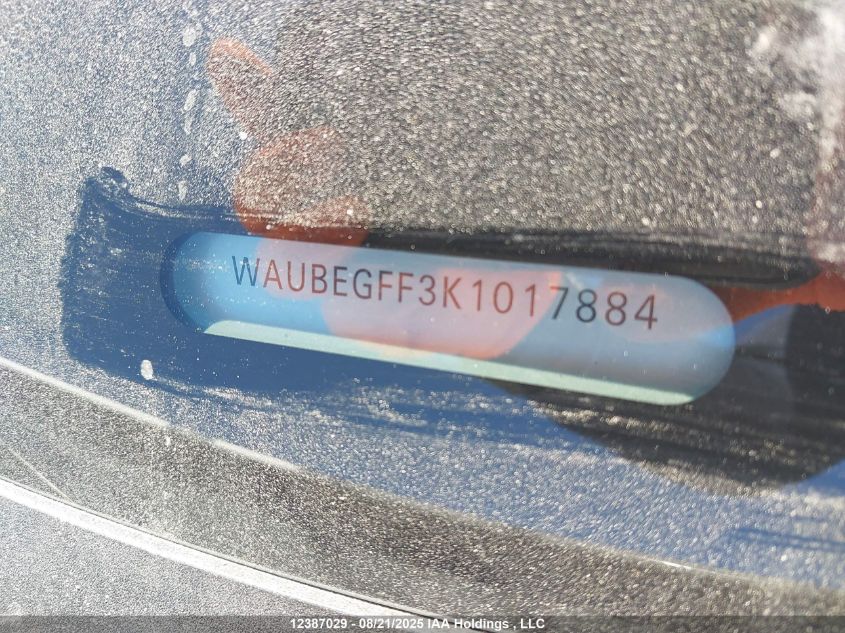 WAUBEGFF3K1017884
12387029 - 08/21/2025 IAA Holdings , LLC